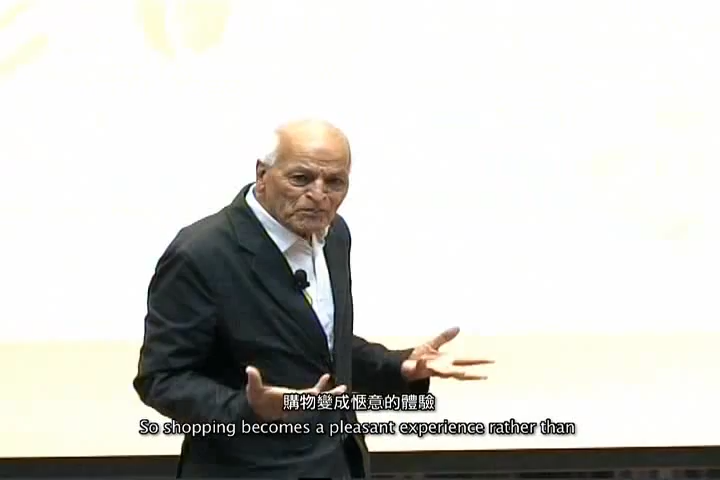 購物變成愜意的體驗
So shopping becomes a pleasant experience rather than